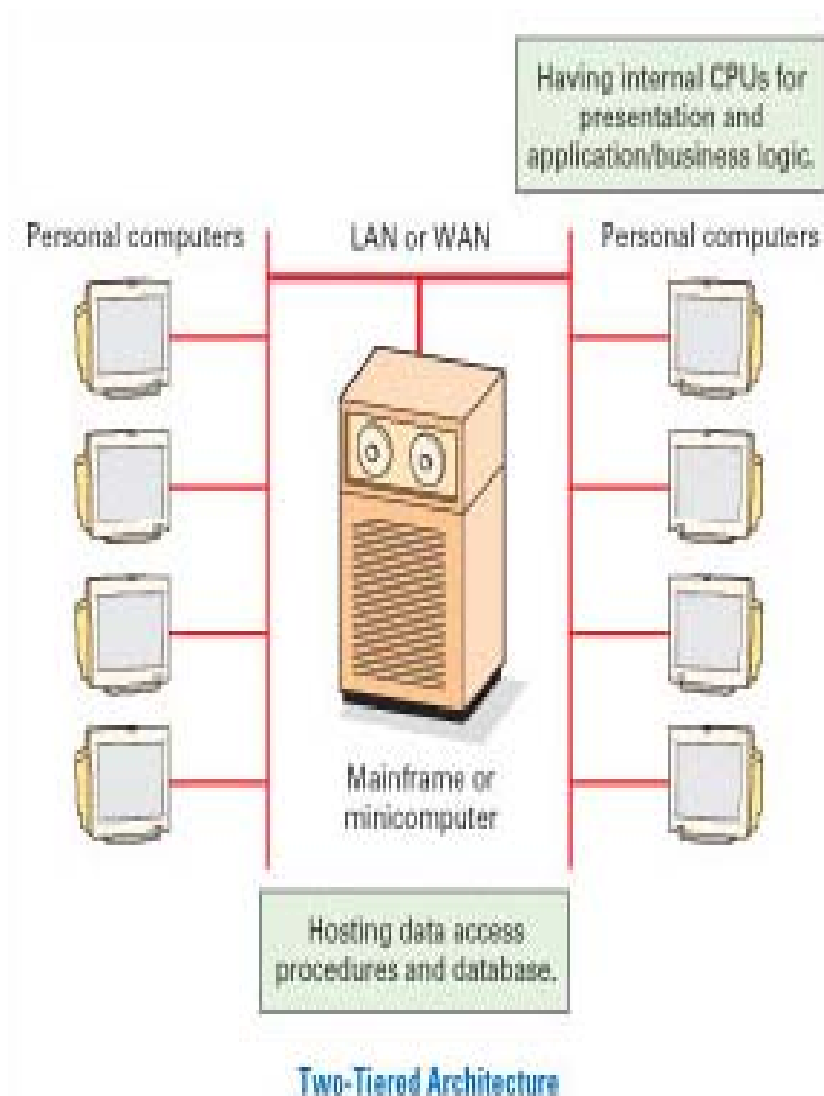 Having internal CPUs for
presentation and
application/business logic.
Personal computers
LAN or WAN
Personal computers
Mainframe or
minicomputer
Hosting data access
procedures and database.
Two-Tiered Architecture